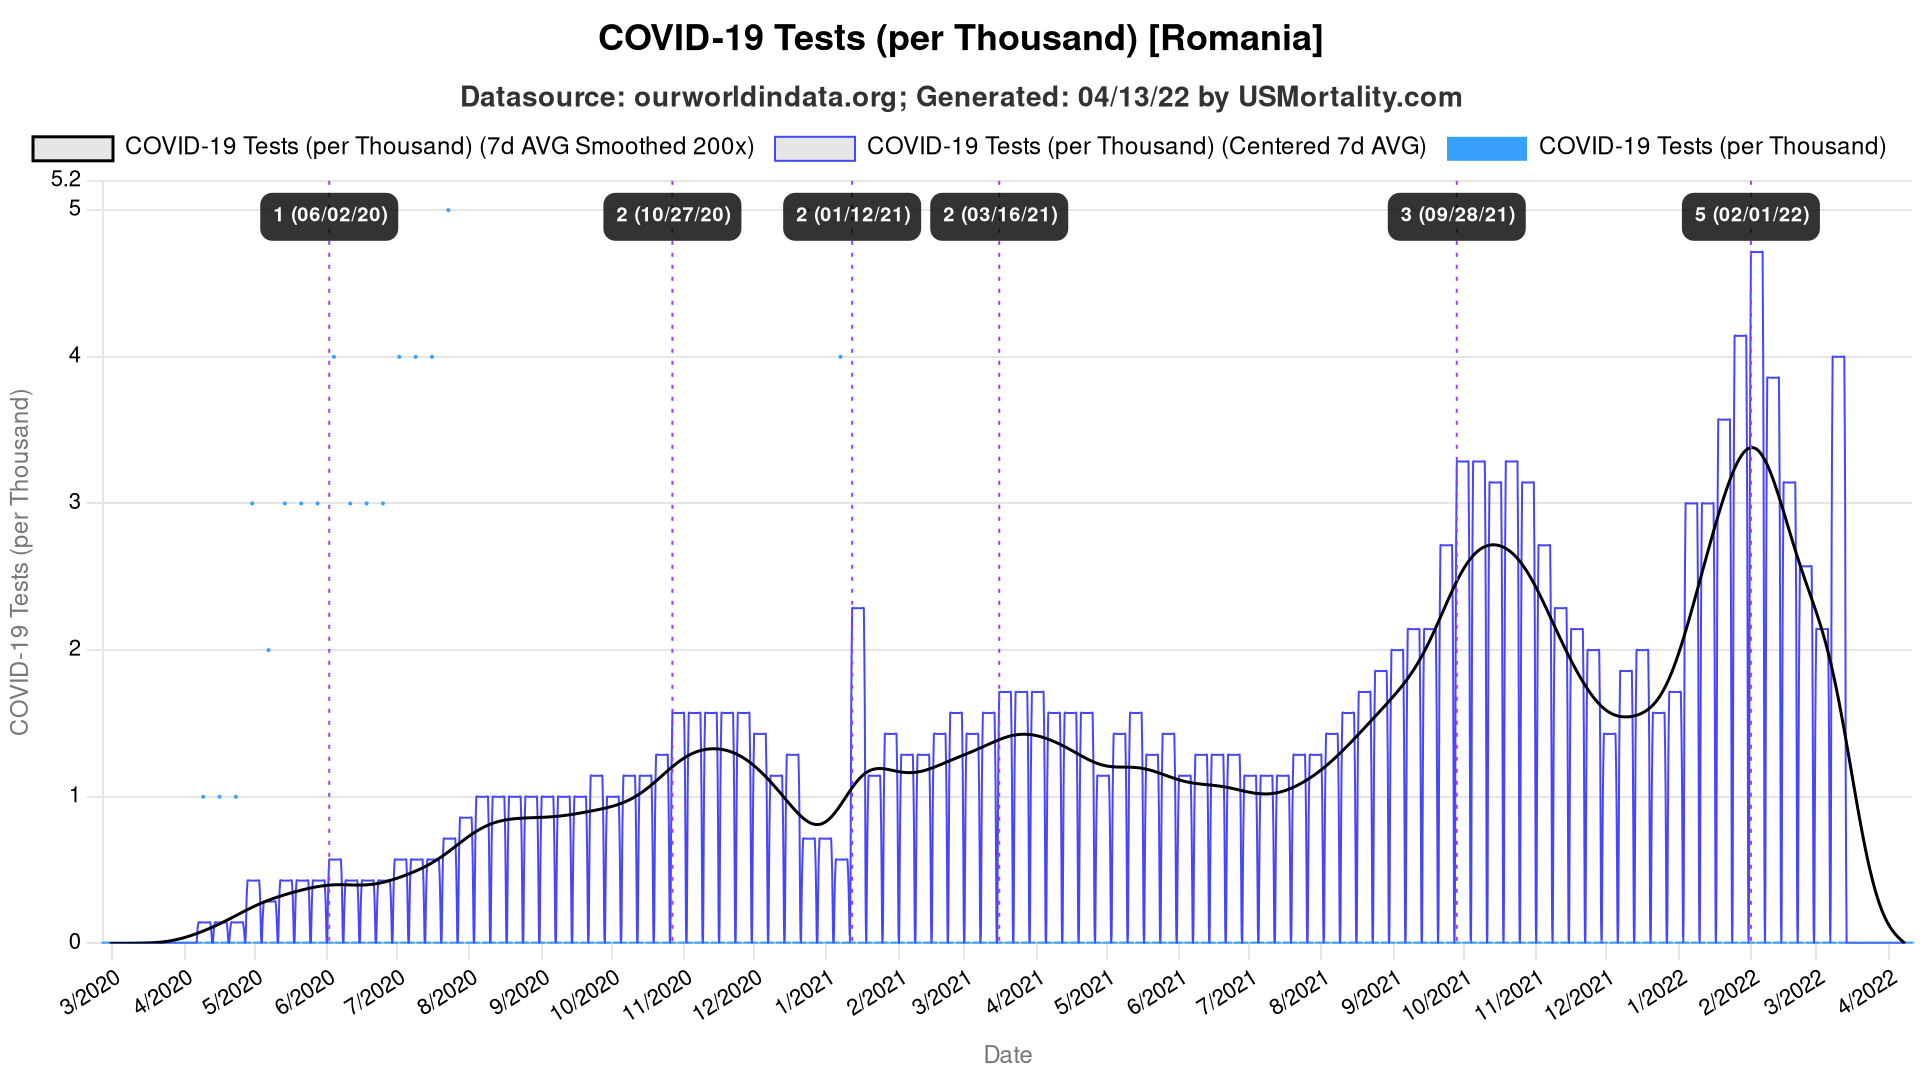 COVID-19 Tests (per Thousand) [Romania]
Datasource: ourworldindata.org; Generated: 04/13/22 by USMortality.com
COVID-19 Tests (per Thousand) (7d AVG Smoothed 200x) COVID-19 Tests (per Thousand) (Centered 7d AVG) COVID-19 Tests (per Thousand)
5.2
5
1 (06/02/20) 2 (10/27/20) 2 (01/12/21) 2 (03/16/21) 3 (09/28/21) 5 (02/01/22)
4
3
2
1
0
COVID-19 Tests (per Thousand)
3/2020 4/2020 5/2020 6/2020 7/2020 8/2020 9/2020 10/2020 11/2020 12/2020 1/2021 2/2021 3/2021 4/2021 5/2021 6/2021 7/2021 8/2021 9/2021 10/2021 11/2021 12/2021 1/2022 2/2022 3/2022 4/2022
Date